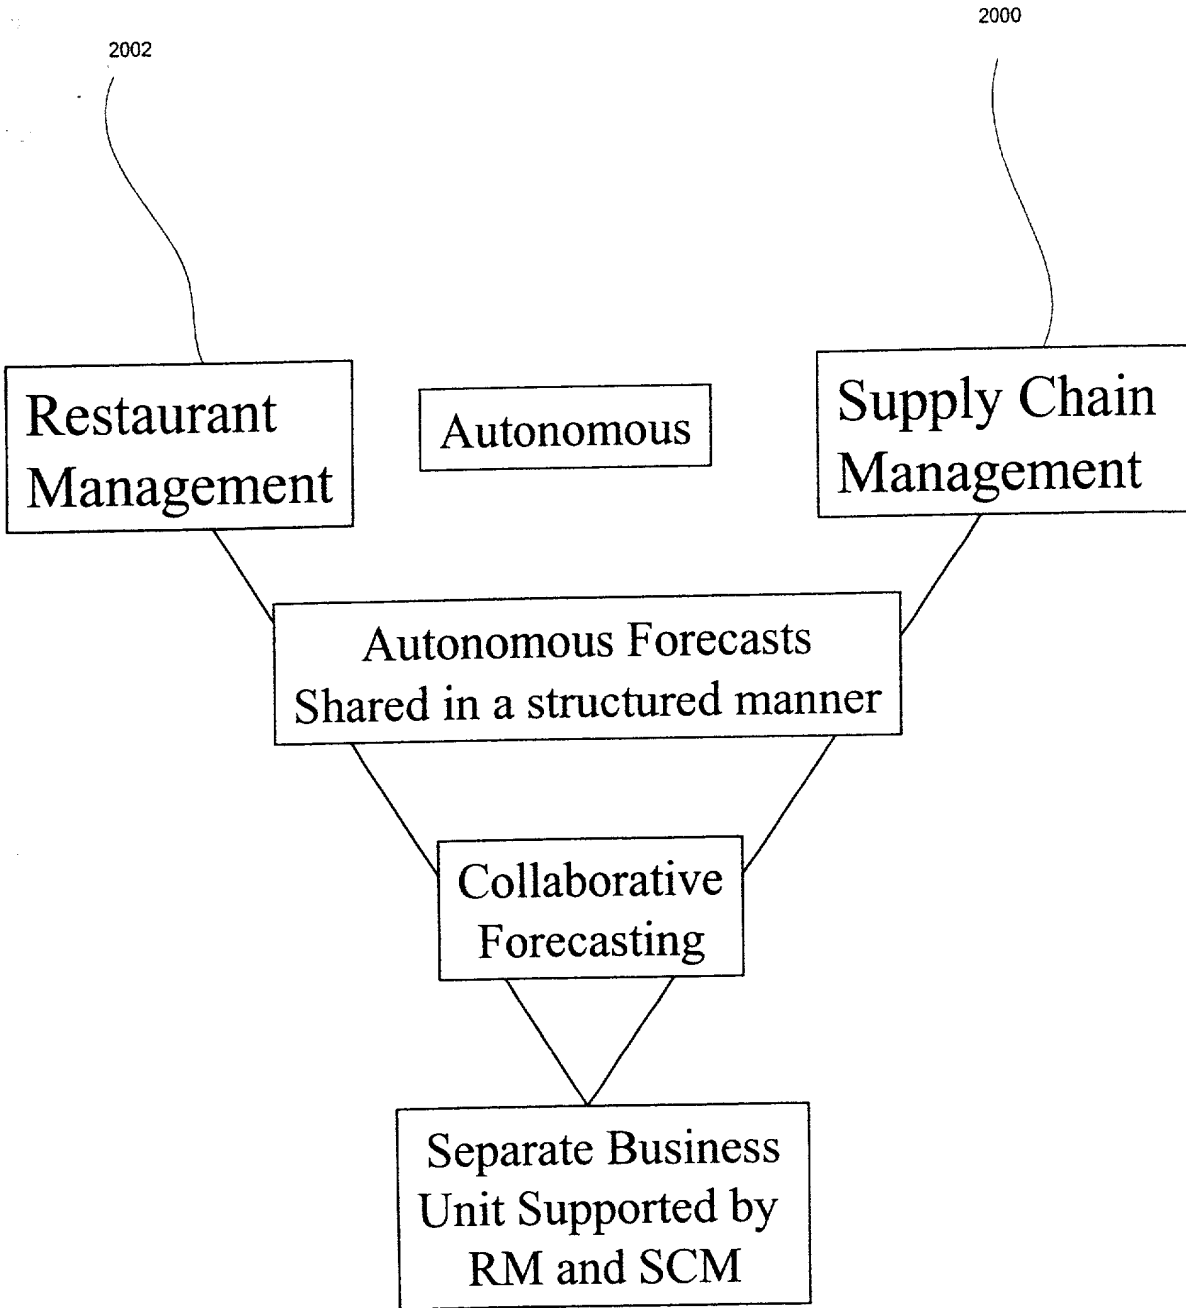 2002
2000
Restaurant
Management
Autonomous
Supply Chain
Management
Autonomous Forecasts
Shared in a structured manner
Collaborative
Forecasting
Separate Business
Unit Supported by
RM and SCM